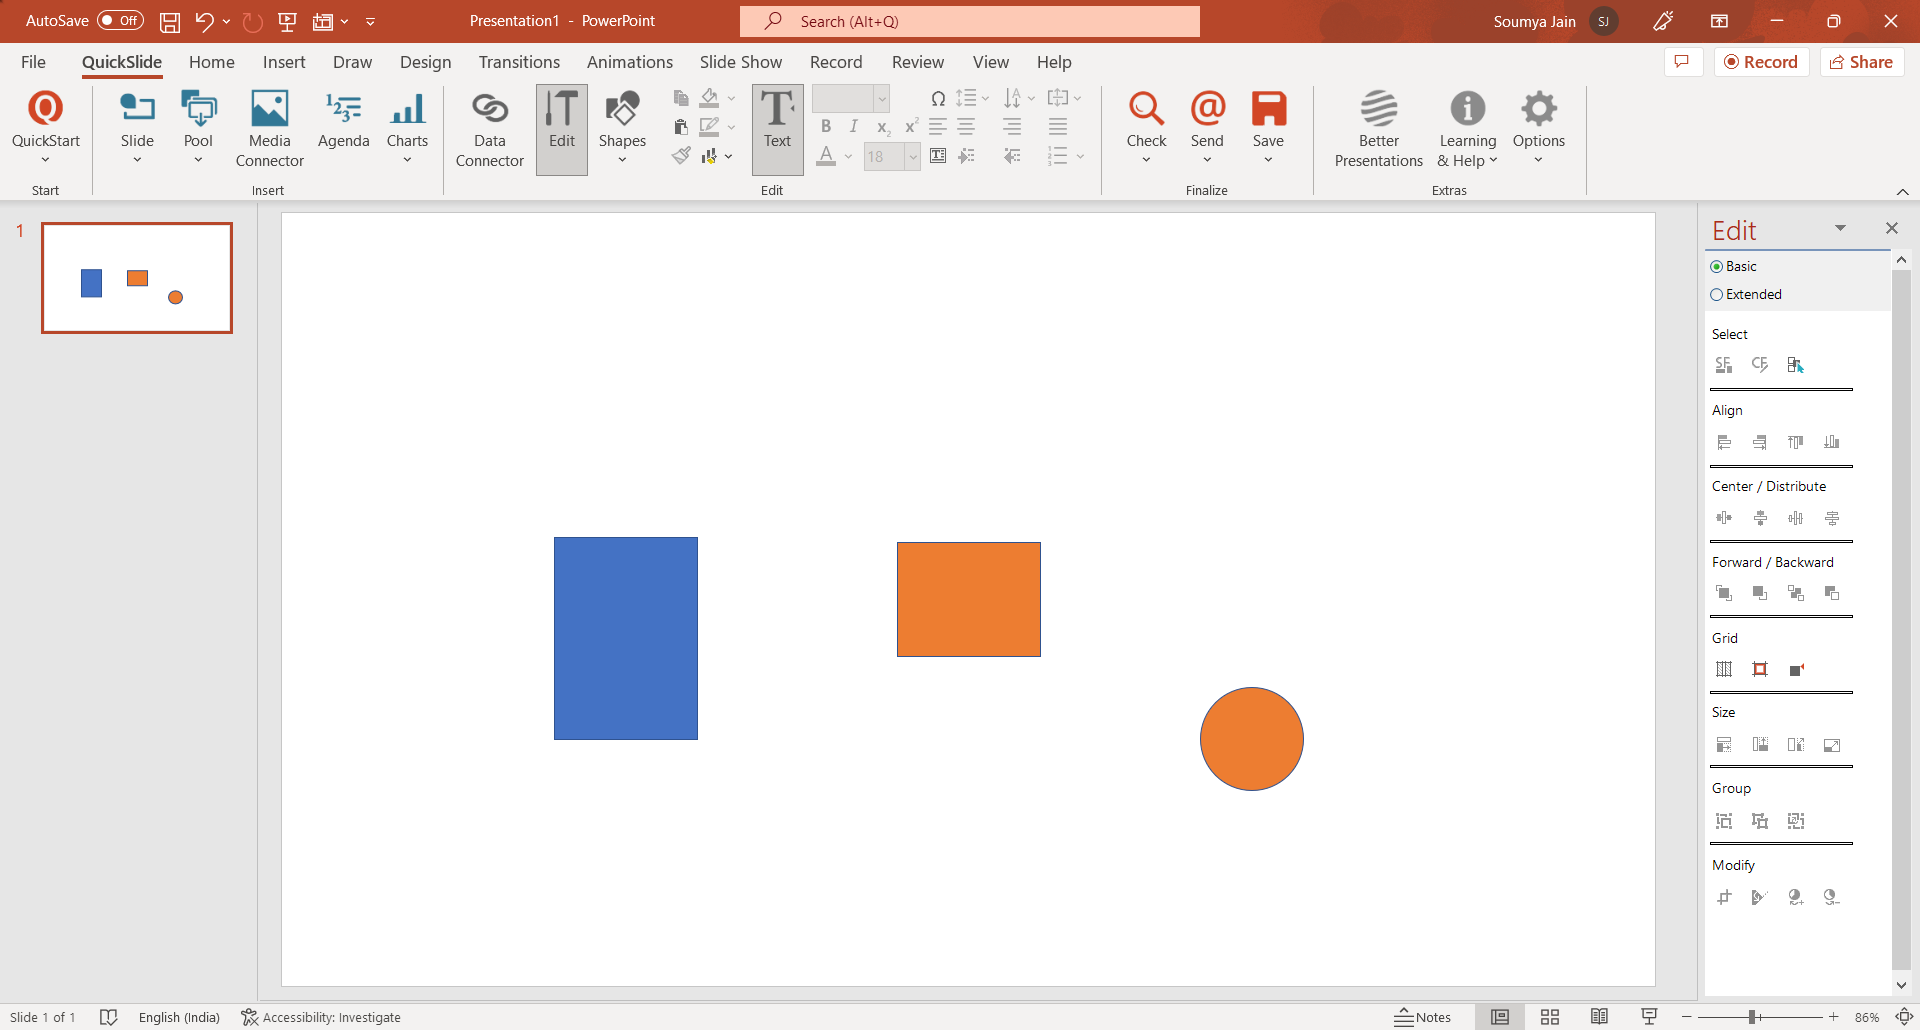 AutoSave Off Presentation1 - PowerPoint Search (Alt+Q) Soumya Jain SJ
File QuickSlide Home Insert Draw Design Transitions Animations Slide Show Record Review View Help Record Share
QuickStart Slide Pool Media Connector Agenda Charts Data Connector Edit Shapes Text 18 Check Send Save Better Presentations Learning & Help Options
Start Insert Edit Finalize Extras
1
Edit
Basic
Extended
Select
SF CF
Align
Center / Distribute
Forward / Backward
Grid
Size
Group
Modify
Slide 1 of 1 English (India) Accessibility: Investigate Notes 86%